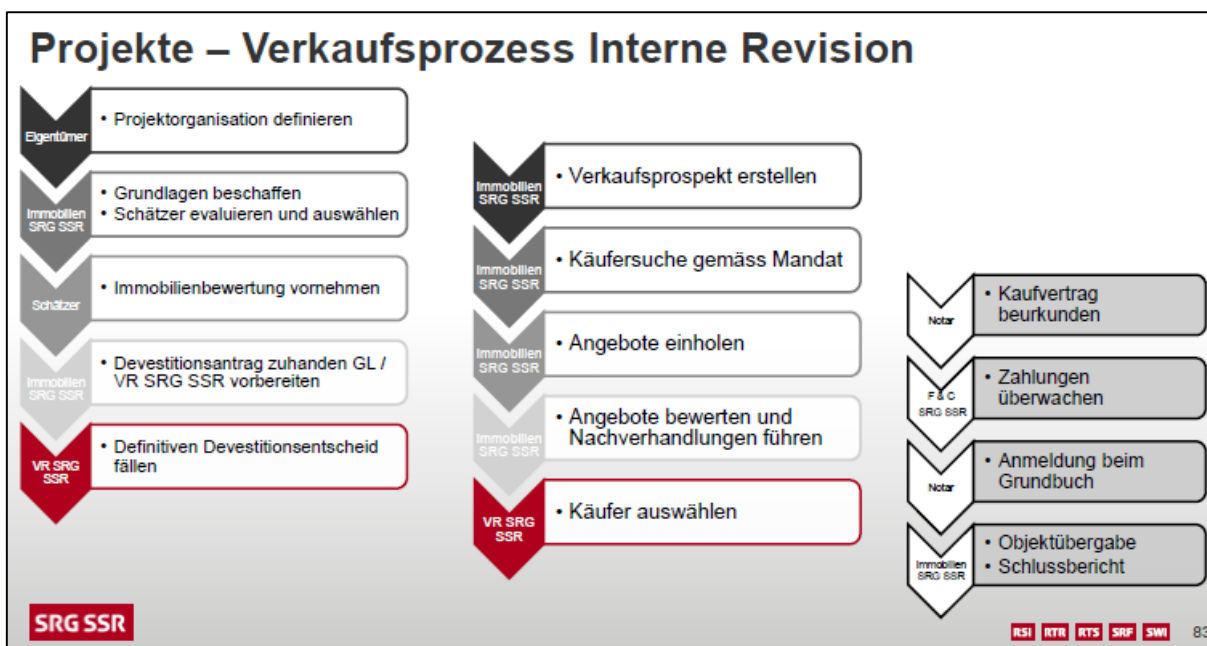 Projekte – Verkaufsprozess Interne Revision
Eigentümer
• Projektorganisation definieren
Immobilien
SRG SSR
• Grundlagen beschaffen
• Schätzer evaluieren und auswählen
Schätzer
• Immobilienbewertung vornehmen
Immobilien
SRG SSR
• Devestitionsantrag zuhanden GL /
VR SRG SSR vorbereiten
VR SRG
SSR
• Definitiven Devestitionsentscheid
fällen
Immobilien
SRG SSR
• Verkaufsprospekt erstellen
Immobilien
SRG SSR
• Käufersuche gemäss Mandat
Immobilien
SRG SSR
• Angebote einholen
Immobilien
SRG SSR
• Angebote bewerten und
Nachverhandlungen führen
VR SRG
SSR
• Käufer auswählen
Notar
• Kaufvertrag
beurkunden
F & C
SRG SSR
• Zahlungen
überwachen
Notar
• Anmeldung beim
Grundbuch
Immobilien
SRG SSR
• Objektübergabe
• Schlussbericht
SRG SSR
RSI RTR RTS SRF SWI 83